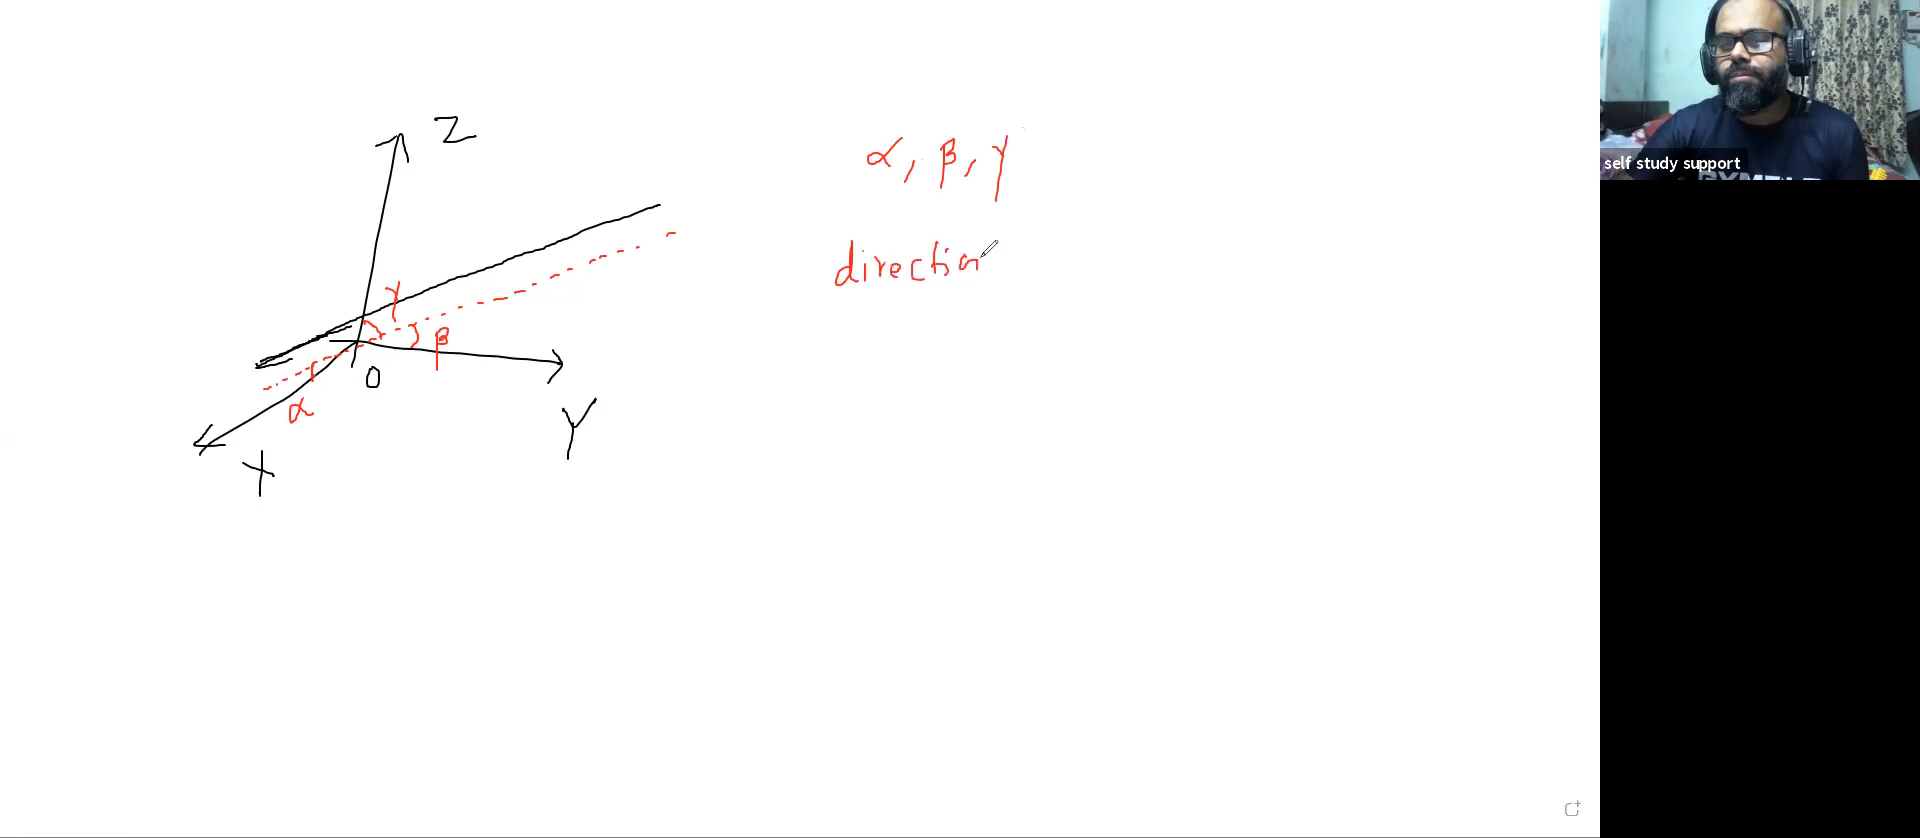 Z
α, β, γ
self study support
direction
γ
β
O
α
Y
X